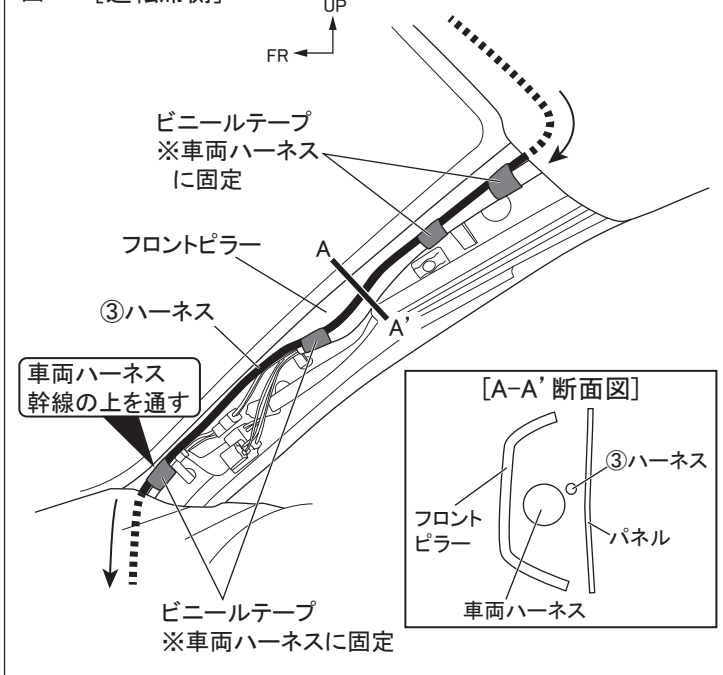 [運転席側]
UP
FR
ビニールテープ
※車両ハーネス
に固定
フロントピラー
A
③ハーネス
A'
車両ハーネス
幹線の上を通す
[A-A'断面図]
③ハーネス
フロント
ピラー
パネル
車両ハーネス
ビニールテープ
※車両ハーネスに固定